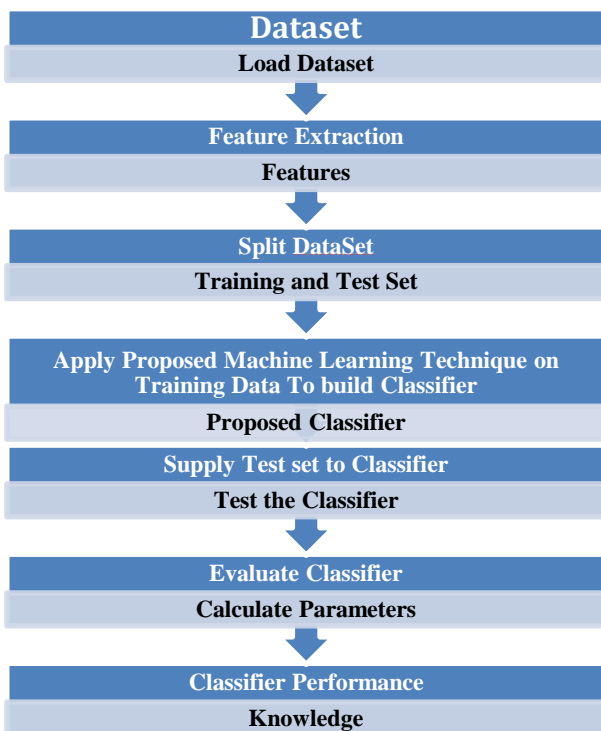 Dataset
Load Dataset
Feature Extraction
Features
Split DataSet
Training and Test Set
Apply Proposed Machine Learning Technique on
Training Data To build Classifier
Proposed Classifier
Supply Test set to Classifier
Test the Classifier
Evaluate Classifier
Calculate Parameters
Classifier Performance
Knowledge